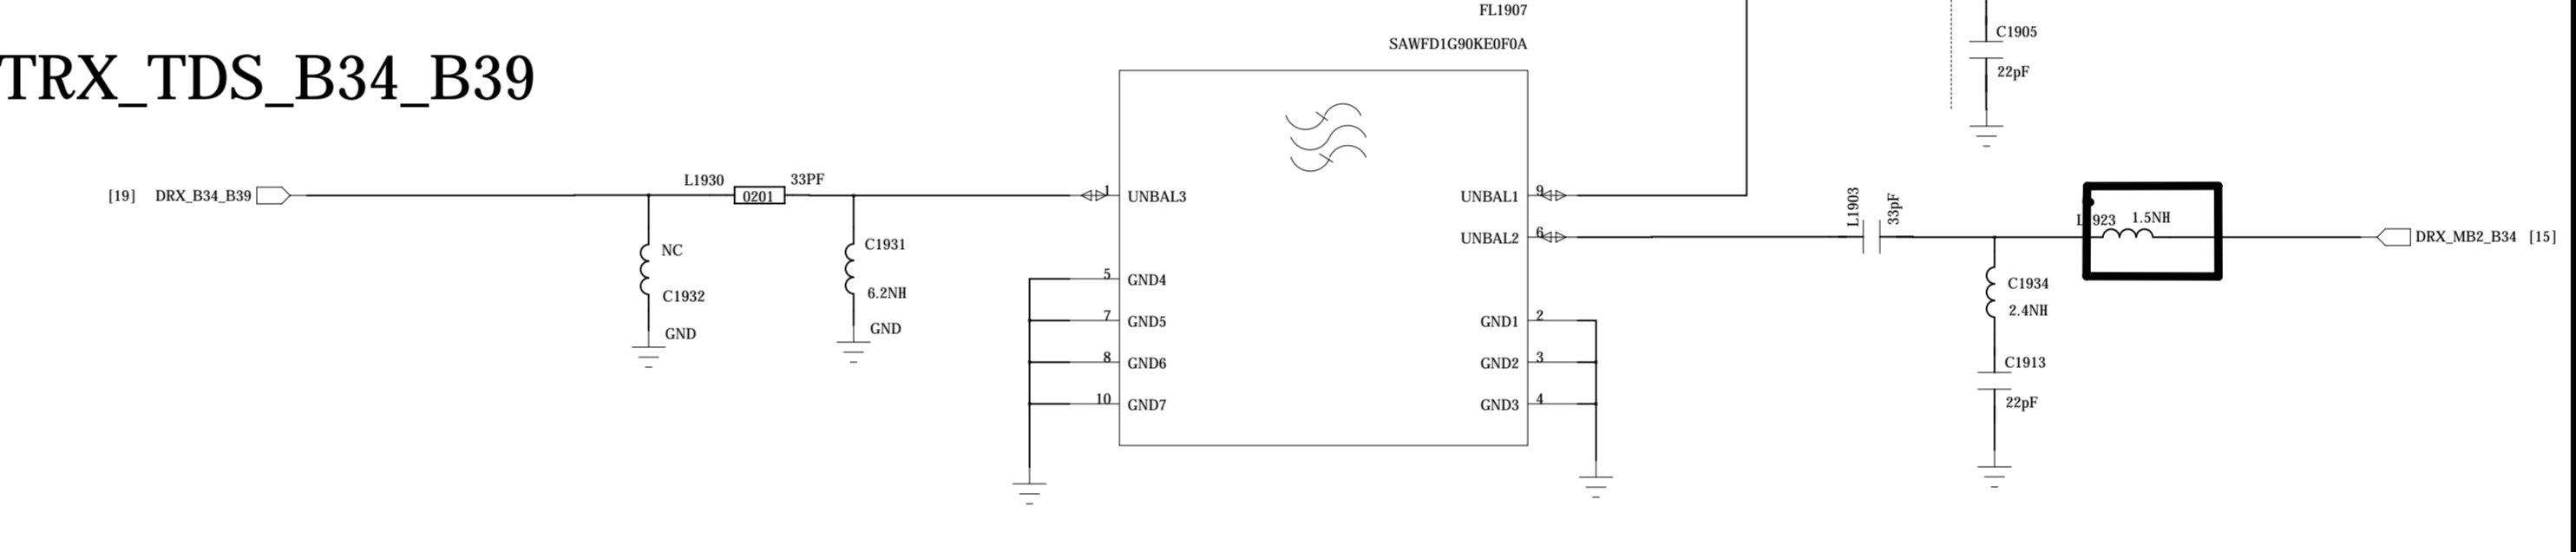 FL1907
SAWFD1G90KE0F0A
C1905
22pF
TRX_TDS_B34_B39
[19] DRX_B34_B39
L1930 0201 33PF
NC
C1932
GND
C1931
6.2NH
GND
1 UNBAL3
5 GND4
7 GND5
8 GND6
10 GND7
UNBAL1 9
UNBAL2 6
GND1 2
GND2 3
GND3 4
L1903
33pF
C1934
2.4NH
C1913
22pF
L1923 1.5NH
DRX_MB2_B34 [15]